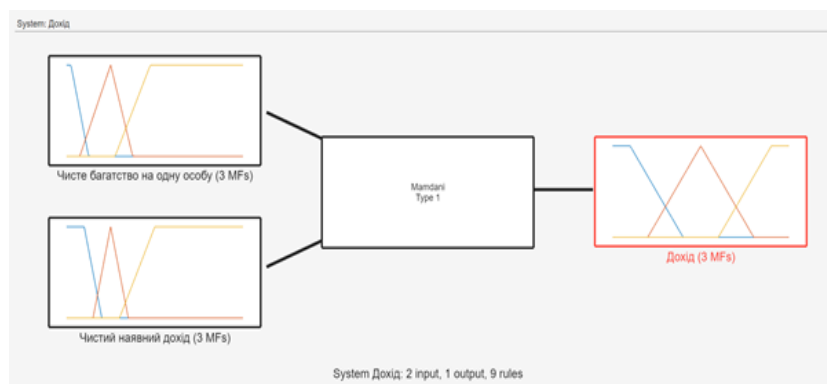 System: Дохід
Чисте багатство на одну особу (3 MFs)
Mamdani
Type 1
Дохід (3 MFs)
Чистий наявний дохід (3 MFs)
System Дохід: 2 input, 1 output, 9 rules